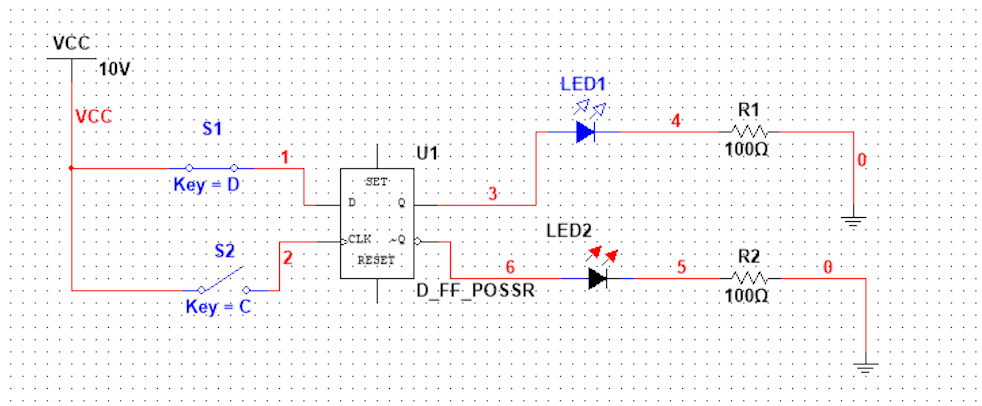 VCC
10V
VCC
S1
Key = D
1
S2
Key = C
2
U1
SET
D
Q
CLK
~Q
RESET
D_FF_POSSR
3
LED1
4
R1
100Ω
0
LED2
6
5
R2
100Ω
0